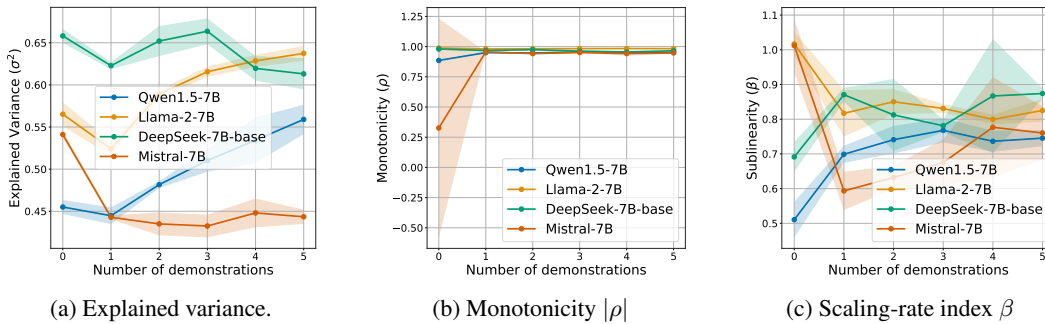 0.65
0.60
0.55
0.50
0.45
Explained Variance (σ²)
Qwen1.5-7B
Llama-2-7B
DeepSeek-7B-base
Mistral-7B
0 1 2 3 4 5
Number of demonstrations
(a) Explained variance.
1.25
1.00
0.75
0.50
0.25
0.00
−0.25
−0.50
Monotonicity (ρ)
Qwen1.5-7B
Llama-2-7B
DeepSeek-7B-base
Mistral-7B
0 1 2 3 4 5
Number of demonstrations
(b) Monotonicity |ρ|
1.1
1.0
0.9
0.8
0.7
0.6
0.5
Sublinearity (β)
Qwen1.5-7B
Llama-2-7B
DeepSeek-7B-base
Mistral-7B
0 1 2 3 4 5
Number of demonstrations
(c) Scaling-rate index β